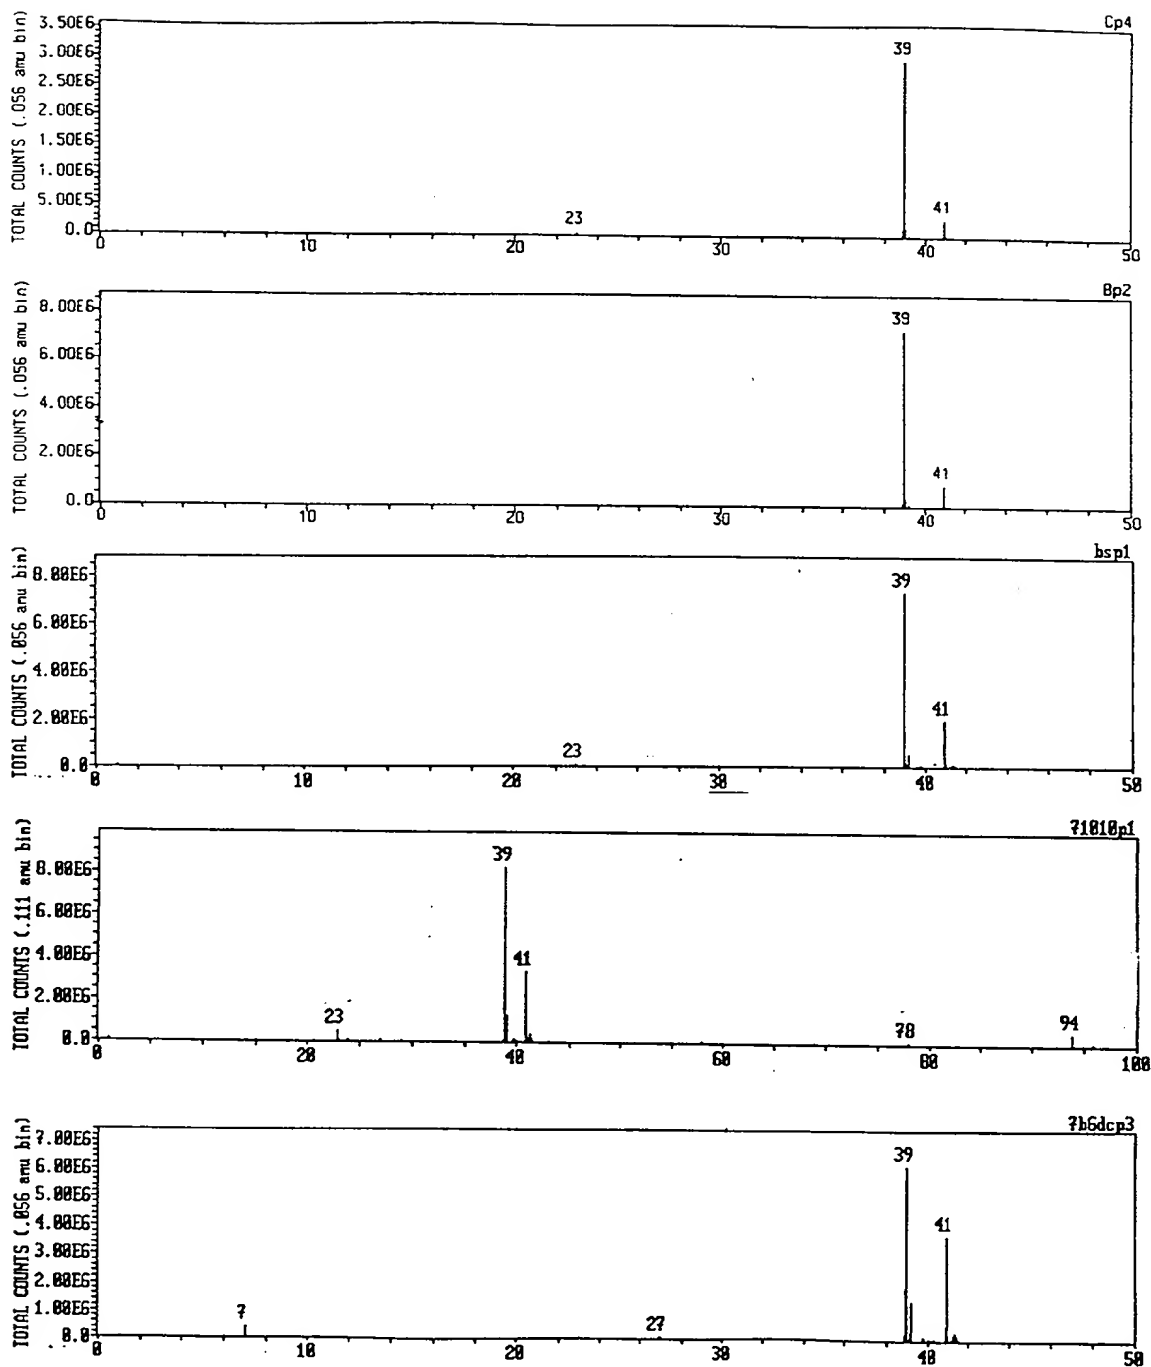 Cp4
TOTAL COUNTS (.056 amu bin)
3.50E6
3.00E6
2.50E6
2.00E6
1.50E6
1.00E6
5.00E5
0.0
39
41
23
0 10 20 30 40 50
Bp2
TOTAL COUNTS (.056 amu bin)
8.00E6
6.00E6
4.00E6
2.00E6
0.0
39
41
0 10 20 30 40 50
bsp1
TOTAL COUNTS (.056 amu bin)
8.00E6
6.00E6
4.00E6
2.00E6
0.0
39
41
23
0 10 20 30 40 50
71010p1
TOTAL COUNTS (.111 amu bin)
8.00E6
6.00E6
4.00E6
2.00E6
0.0
39
41
23
78
94
0 20 40 60 80 100
7b6dcp3
TOTAL COUNTS (.056 amu bin)
7.00E6
6.00E6
5.00E6
4.00E6
3.00E6
2.00E6
1.00E6
0.0
39
41
7
27
0 10 20 30 40 50